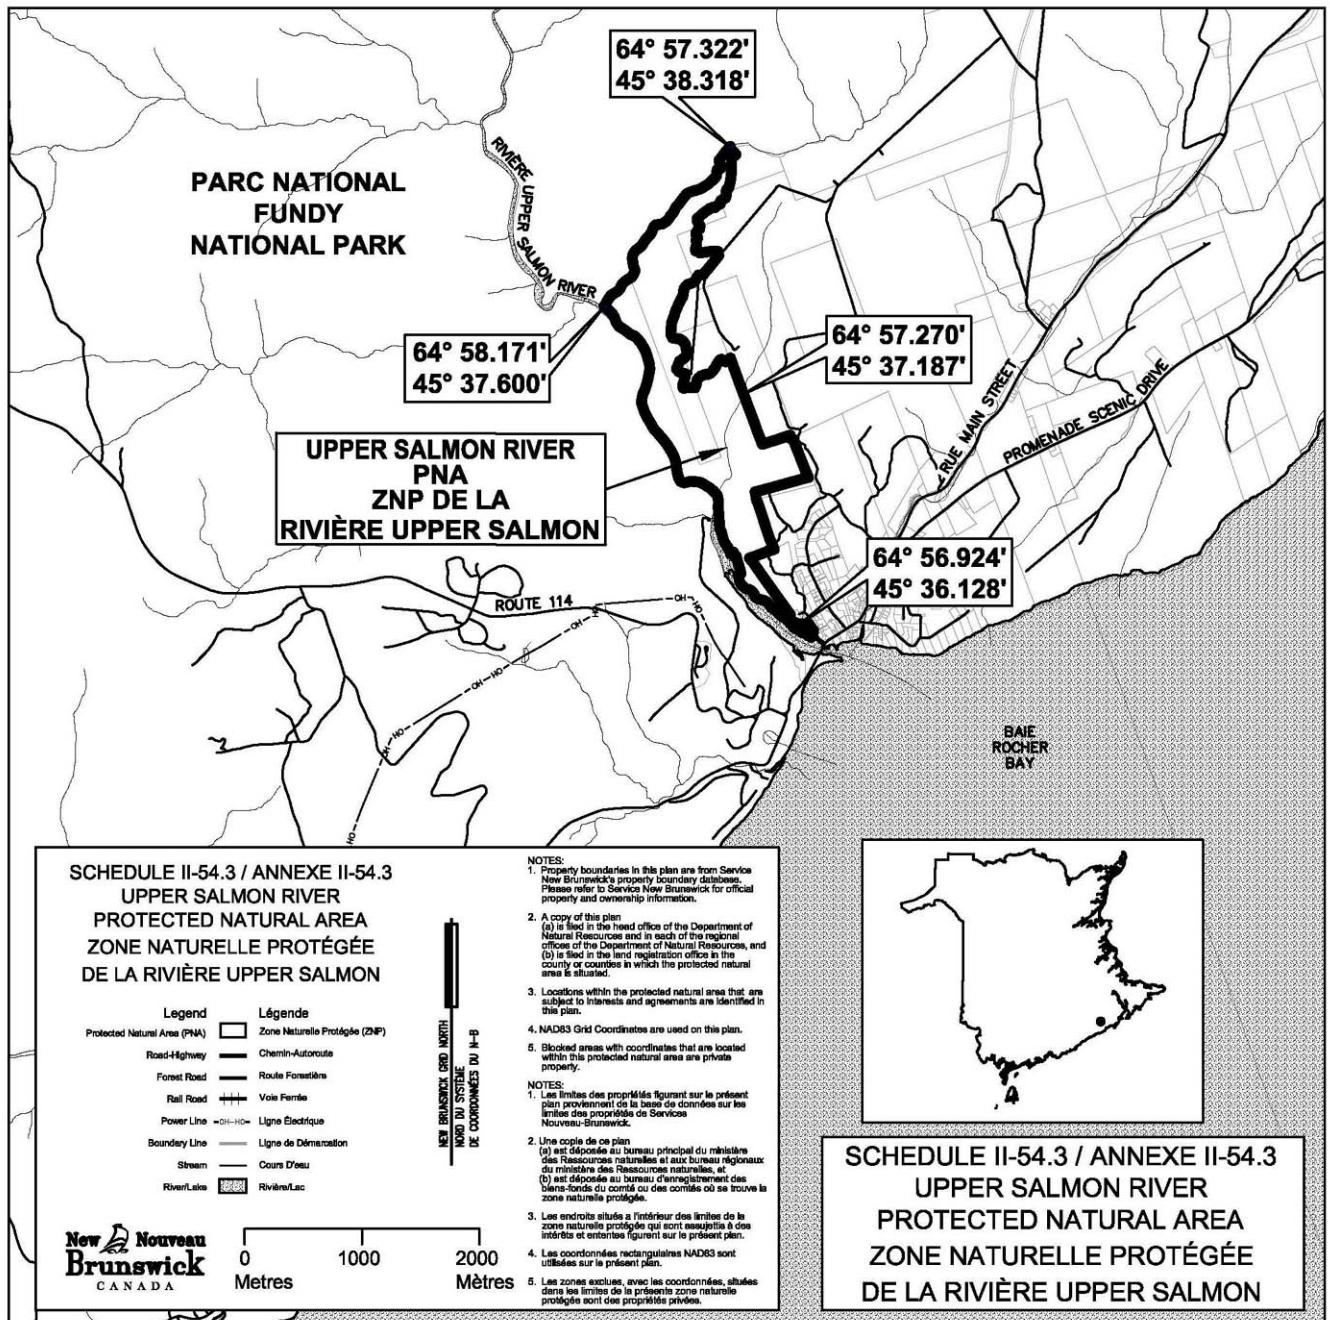 64° 57.322'
45° 38.318'
PARC NATIONAL
FUNDY
NATIONAL PARK
RIVIÈRE UPPER SALMON RIVER
64° 58.171'
45° 37.600'
64° 57.270'
45° 37.187'
RUE MAIN STREET
PROMENADE SCENIC DRIVE
UPPER SALMON RIVER
PNA
ZNP DE LA
RIVIÈRE UPPER SALMON
64° 56.924'
45° 36.128'
ROUTE 114
OH
HO
OH
OH-HO
OH-HO
HO
BAIE
ROCHER
BAY
SCHEDULE II-54.3 / ANNEXE II-54.3
UPPER SALMON RIVER
PROTECTED NATURAL AREA
ZONE NATURELLE PROTÉGÉE
DE LA RIVIÈRE UPPER SALMON
Legend Légende
Protected Natural Area (PNA) Zone Naturelle Protégée (ZNP)
Road-Highway Chemin-Autoroute
Forest Road Route Forestière
Rail Road Voie Ferrée
Power Line OH-HO Ligne Électrique
Boundary Line Ligne de Démarcation
Stream Cours D'eau
River/Lake Rivière/Lac
NEW BRUNSWICK GRID NORTH
NORD DU SYSTÈME
DE COORDONNÉES DU N-B
New Nouveau
Brunswick
CANADA
0 1000 2000
Metres Mètres
NOTES:
1. Property boundaries in this plan are from Service
New Brunswick's property boundary database.
Please refer to Service New Brunswick for official
property and ownership information.
2. A copy of this plan
(a) is filed in the head office of the Department of
Natural Resources and in each of the regional
offices of the Department of Natural Resources, and
(b) is filed in the land registration office in the
county or counties in which the protected natural
area is situated.
3. Locations within the protected natural area that are
subject to interests and agreements are identified in
this plan.
4. NAD83 Grid Coordinates are used on this plan.
5. Blocked areas with coordinates that are located
within this protected natural area are private
property.
NOTES:
1. Les limites des propriétés figurant sur le présent
plan proviennent de la base de données sur les
limites des propriétés de Services
Nouveau-Brunswick.
2. Une copie de ce plan
(a) est déposée au bureau principal du ministère
des Ressources naturelles et aux bureau régionaux
du ministère des Ressources naturelles, et
(b) est déposée au bureau d'enregistrement des
biens-fonds du comté ou des comtés où se trouve la
zone naturelle protégée.
3. Les endroits situés a l'intérieur des limites de la
zone naturelle protégée qui sont assujettis à des
intérêts et ententes figurent sur le présent plan.
4. Les coordonnées rectangulaires NAD83 sont
utilisées sur le présent plan.
5. Les zones exclues, avec les coordonnées, situées
dans les limites de la présente zone naturelle
protégée sont des propriétés privées.
SCHEDULE II-54.3 / ANNEXE II-54.3
UPPER SALMON RIVER
PROTECTED NATURAL AREA
ZONE NATURELLE PROTÉGÉE
DE LA RIVIÈRE UPPER SALMON